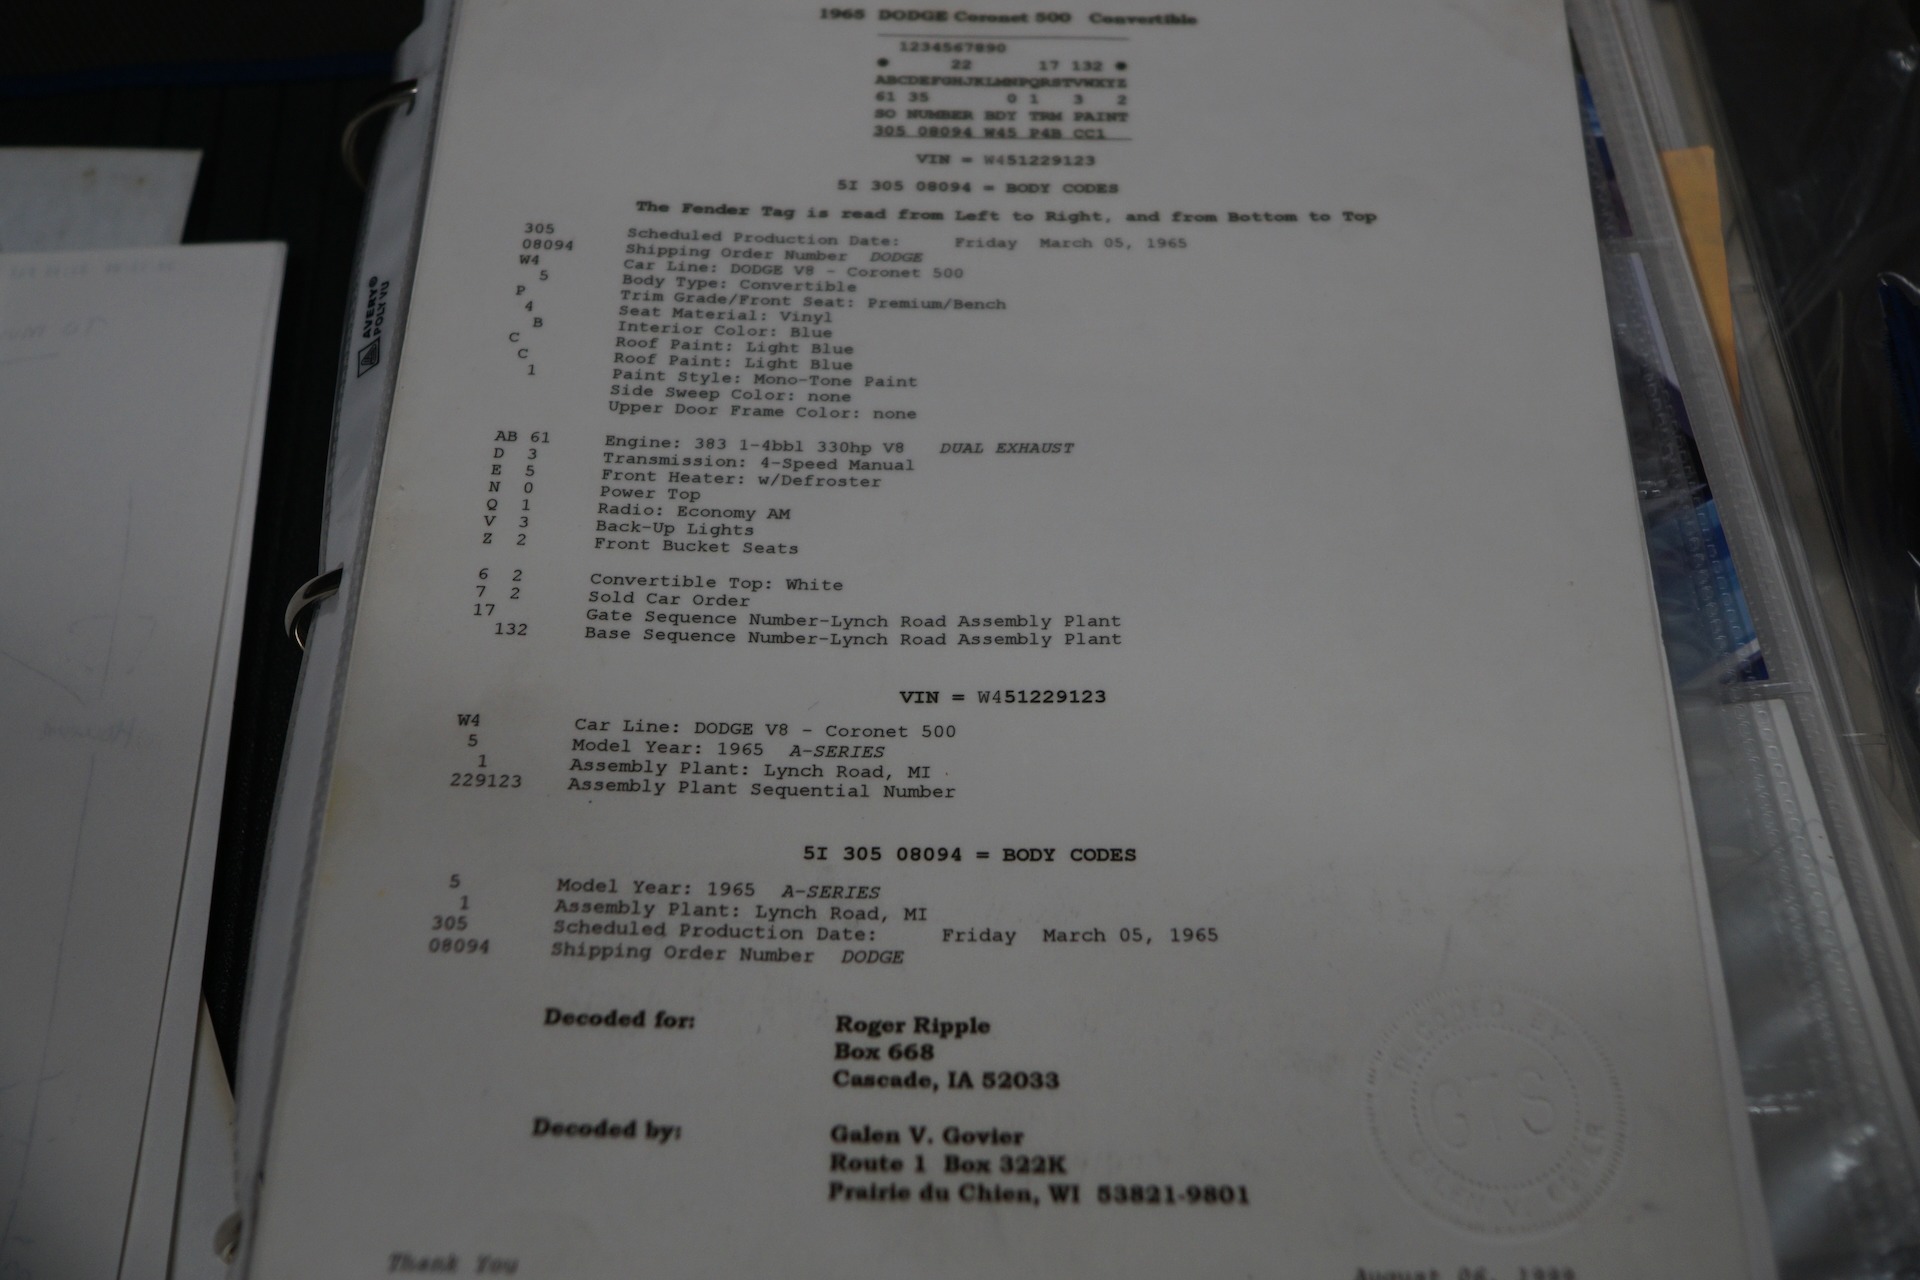 1965 DODGE Coronet 500 Convertible
1234567890
22 17 132
ABCDEFGHJKLMNPQRSTVWXYZ
61 35 0 1 3 2
SO NUMBER BDY TRM PAINT
305 08094 W45 P4B CC1
VIN = W451229123
5I 305 08094 = BODY CODES
The Fender Tag is read from Left to Right, and from Bottom to Top
305 Scheduled Production Date: Friday March 05, 1965
08094 Shipping Order Number DODGE
W4 Car Line: DODGE V8 - Coronet 500
5 Body Type: Convertible
P Trim Grade/Front Seat: Premium/Bench
4 Seat Material: Vinyl
B Interior Color: Blue
C Roof Paint: Light Blue
C Roof Paint: Light Blue
1 Paint Style: Mono-Tone Paint
Side Sweep Color: none
Upper Door Frame Color: none
AB 61 Engine: 383 1-4bbl 330hp V8 DUAL EXHAUST
D 3 Transmission: 4-Speed Manual
E 5 Front Heater: w/Defroster
N 0 Power Top
Q 1 Radio: Economy AM
V 3 Back-Up Lights
Z 2 Front Bucket Seats
6 2 Convertible Top: White
7 2 Sold Car Order
17 Gate Sequence Number-Lynch Road Assembly Plant
132 Base Sequence Number-Lynch Road Assembly Plant
VIN = W451229123
W4 Car Line: DODGE V8 - Coronet 500
5 Model Year: 1965 A-SERIES
1 Assembly Plant: Lynch Road, MI
229123 Assembly Plant Sequential Number
5I 305 08094 = BODY CODES
5 Model Year: 1965 A-SERIES
1 Assembly Plant: Lynch Road, MI
305 Scheduled Production Date: Friday March 05, 1965
08094 Shipping Order Number DODGE
Decoded for: Roger Ripple
Box 668
Cascade, IA 52033
Decoded by: Galen V. Govier
Route 1 Box 322K
Prairie du Chien, WI 53821-9801
DECODED BY
GTS
GALEN V. GOVIER
Thank You
August 06,
AVERY®
POLY VU